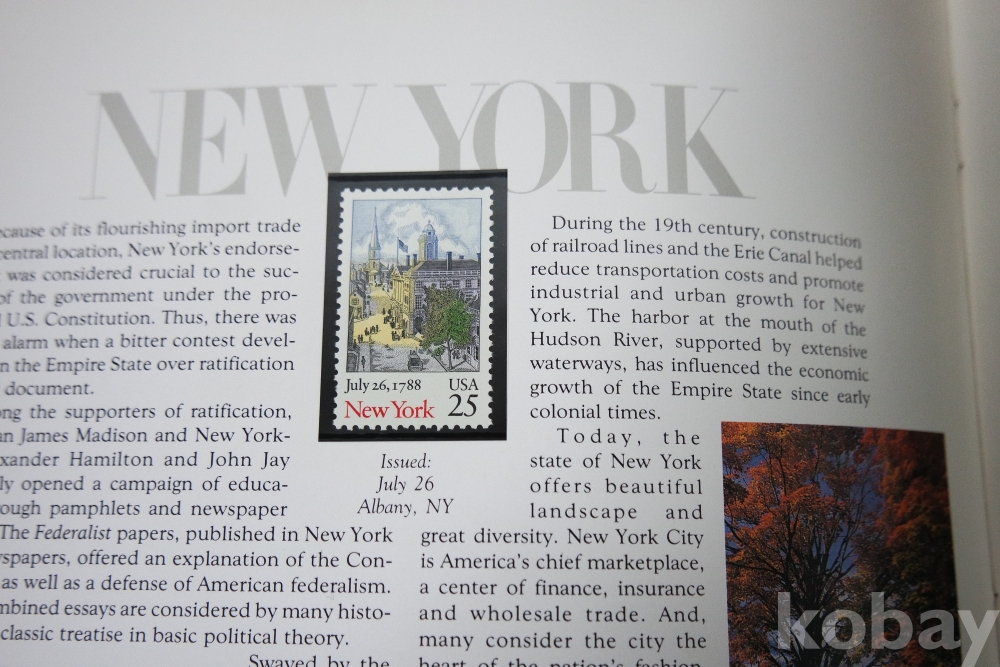 NEW YORK
ecause of its flourishing import trade
central location, New York's endorse-
was considered crucial to the suc-
of the government under the pro-
U.S. Constitution. Thus, there was
alarm when a bitter contest devel-
n the Empire State over ratification
document.
ng the supporters of ratification,
an James Madison and New York-
xander Hamilton and John Jay
ly opened a campaign of educa-
ough pamphlets and newspaper
The Federalist papers, published in New York
spapers, offered an explanation of the Con-
as well as a defense of American federalism.
mbined essays are considered by many histo-
classic treatise in basic political theory.
Swayed by the
July 26, 1788 USA
New York 25
Issued:
July 26
Albany, NY
During the 19th century, construction
of railroad lines and the Erie Canal helped
reduce transportation costs and promote
industrial and urban growth for New
York. The harbor at the mouth of the
Hudson River, supported by extensive
waterways, has influenced the economic
growth of the Empire State since early
colonial times.
Today, the
state of New York
offers beautiful
landscape and
great diversity. New York City
is America's chief marketplace,
a center of finance, insurance
and wholesale trade. And,
many consider the city the
heart of the nation's fashion
kobay